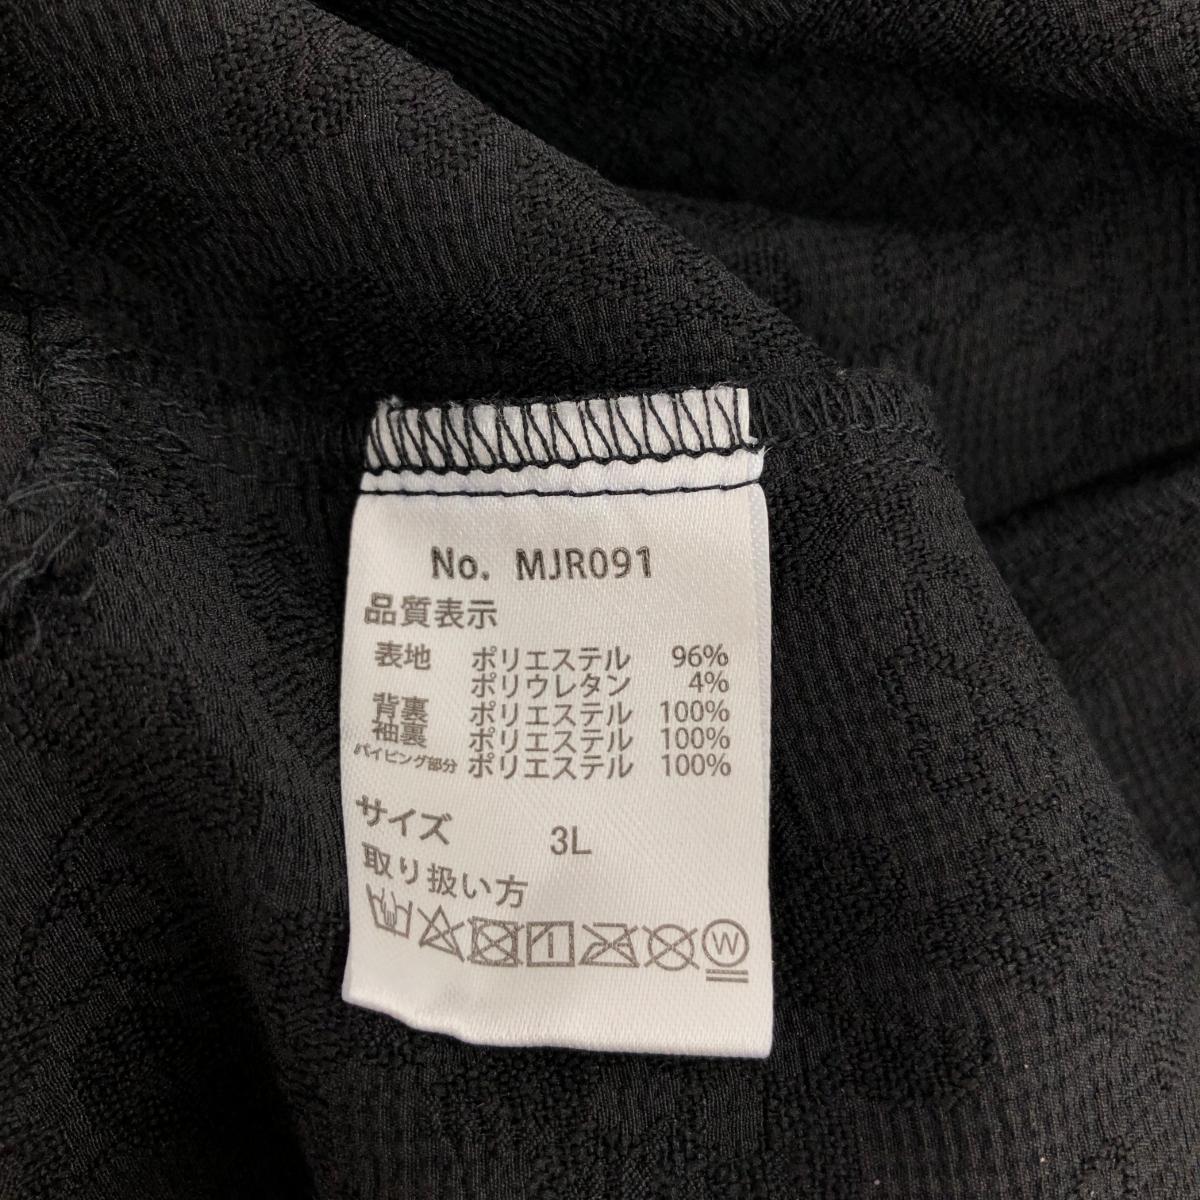 No. MJR091
品質表示
表地 ポリエステル 96%
ポリウレタン 4%
背裏 ポリエステル 100%
袖裏 ポリエステル 100%
パイピング部分 ポリエステル 100%
サイズ 3L
取り扱い方
W